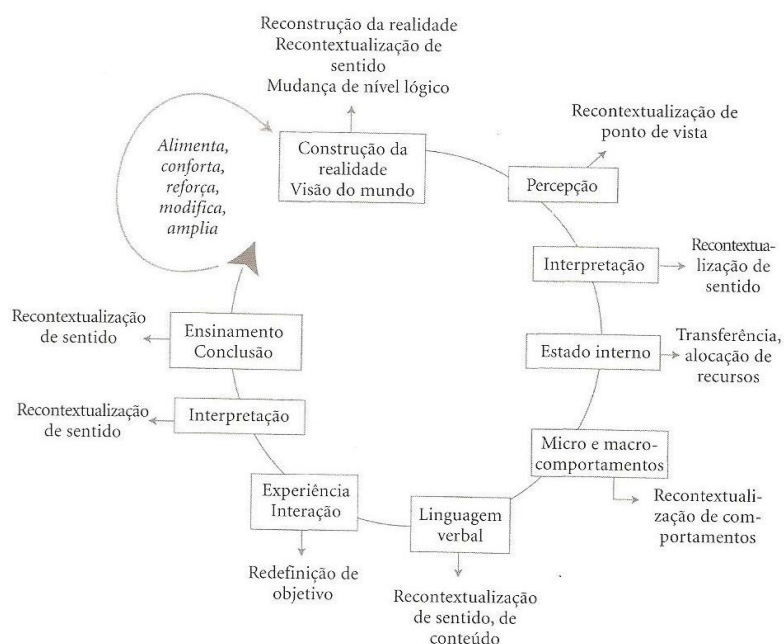 Reconstrução da realidade
Recontextualização de
sentido
Mudança de nível lógico
Construção da
realidade
Visão do mundo
Recontextualização de
ponto de vista
Percepção
Interpretação
Recontextua-
lização de
sentido
Estado interno
Transferência,
alocação de
recursos
Micro e macro-
comportamentos
Recontextuali-
zação de com-
portamentos
Linguagem
verbal
Recontextualização
de sentido, de
conteúdo
Experiência
Interação
Redefinição de
objetivo
Interpretação
Recontextualização
de sentido
Ensinamento
Conclusão
Recontextualização
de sentido
Alimenta,
conforta,
reforça,
modifica,
amplia